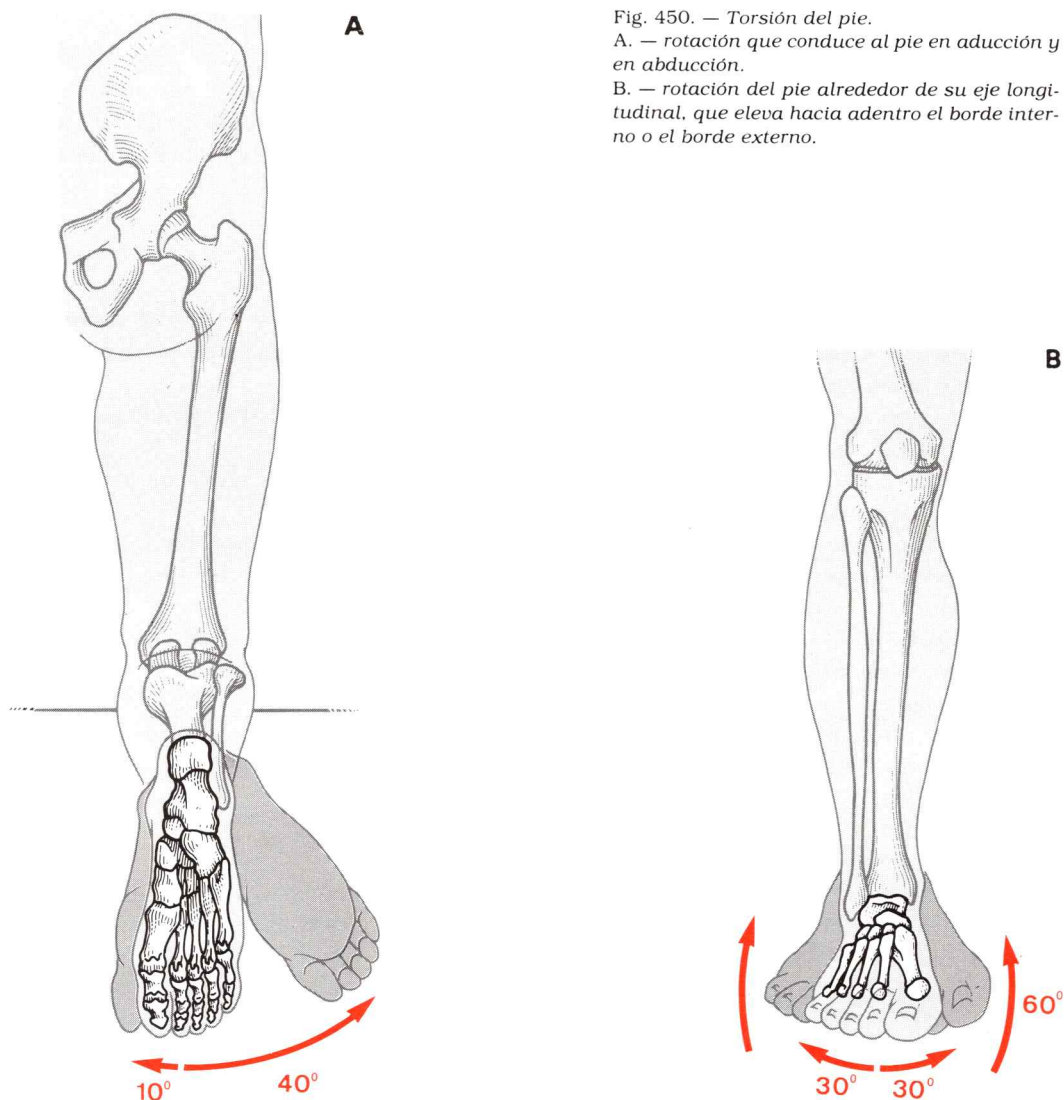 A
Fig. 450. — Torsión del pie.
A. — rotación que conduce al pie en aducción y
en abducción.
B. — rotación del pie alrededor de su eje longi-
tudinal, que eleva hacia adentro el borde inter-
no o el borde externo.
B
60°
10°
40°
30°
30°